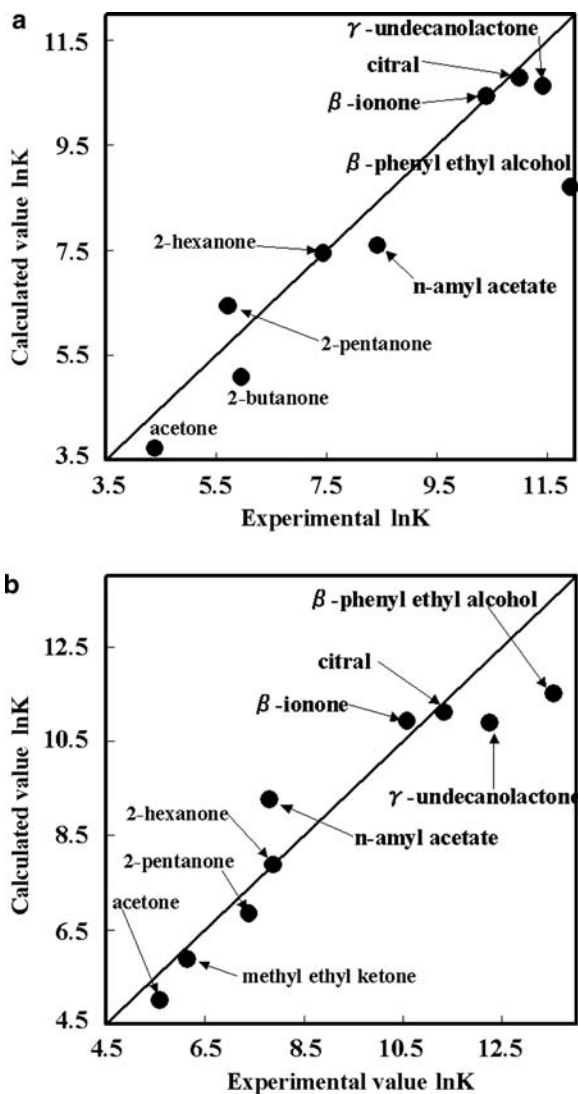 a
11.5
γ-undecanolactone
citral
β-ionone
9.5
β-phenyl ethyl alcohol
Calculated value lnK
2-hexanone
7.5
n-amyl acetate
2-pentanone
5.5
2-butanone
acetone
3.5
3.5 5.5 7.5 9.5 11.5
Experimental lnK
b
β-phenyl ethyl alcohol
12.5
citral
β-ionone
10.5
γ-undecanolactone
Calculated value lnK
2-hexanone
n-amyl acetate
8.5
2-pentanone
acetone
6.5
methyl ethyl ketone
4.5
4.5 6.5 8.5 10.5 12.5
Experimental value lnK